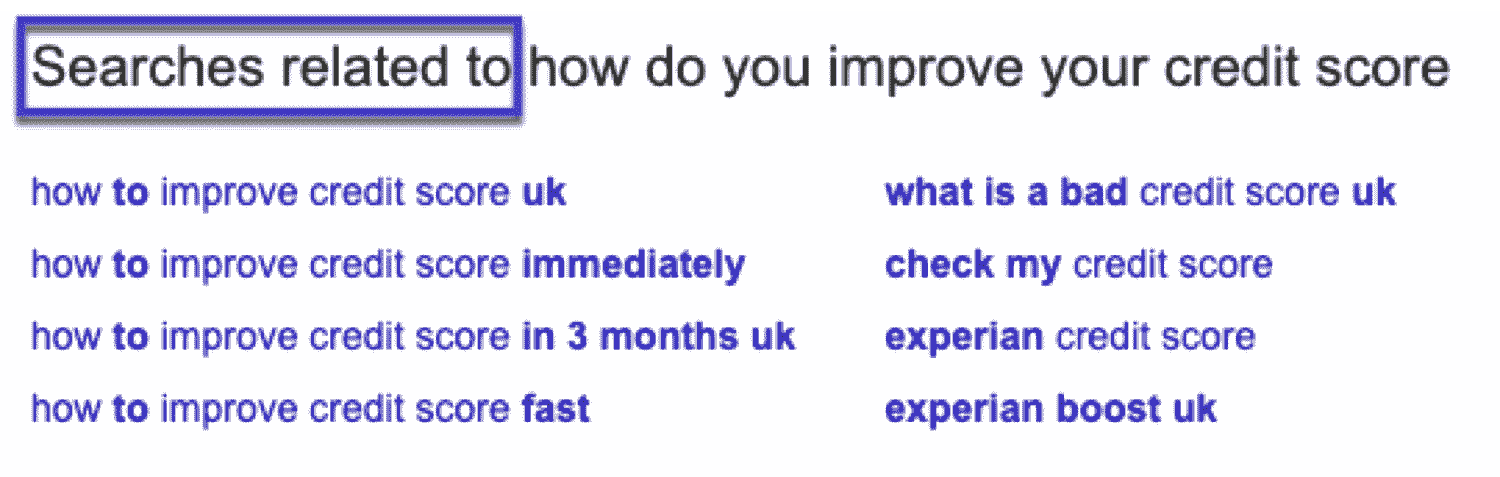 Searches related to how do you improve your credit score
how to improve credit score uk
how to improve credit score immediately
how to improve credit score in 3 months uk
how to improve credit score fast
what is a bad credit score uk
check my credit score
experian credit score
experian boost uk